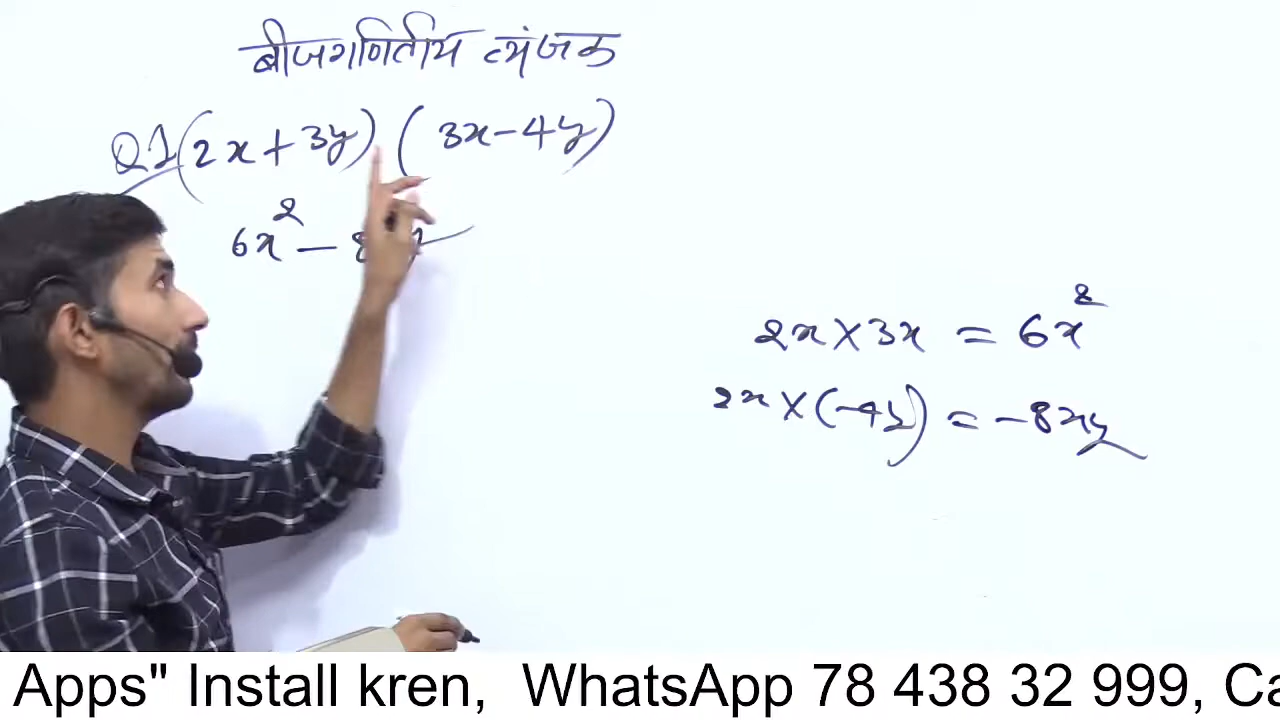 बीजगणितीय व्यंजक
Q1 (2x + 3y) (3x - 4y)
6x² - 8
2x × 3x = 6x²
2x × (-4y) = -8xy
Apps" Install kren, WhatsApp 78 438 32 999, Ca